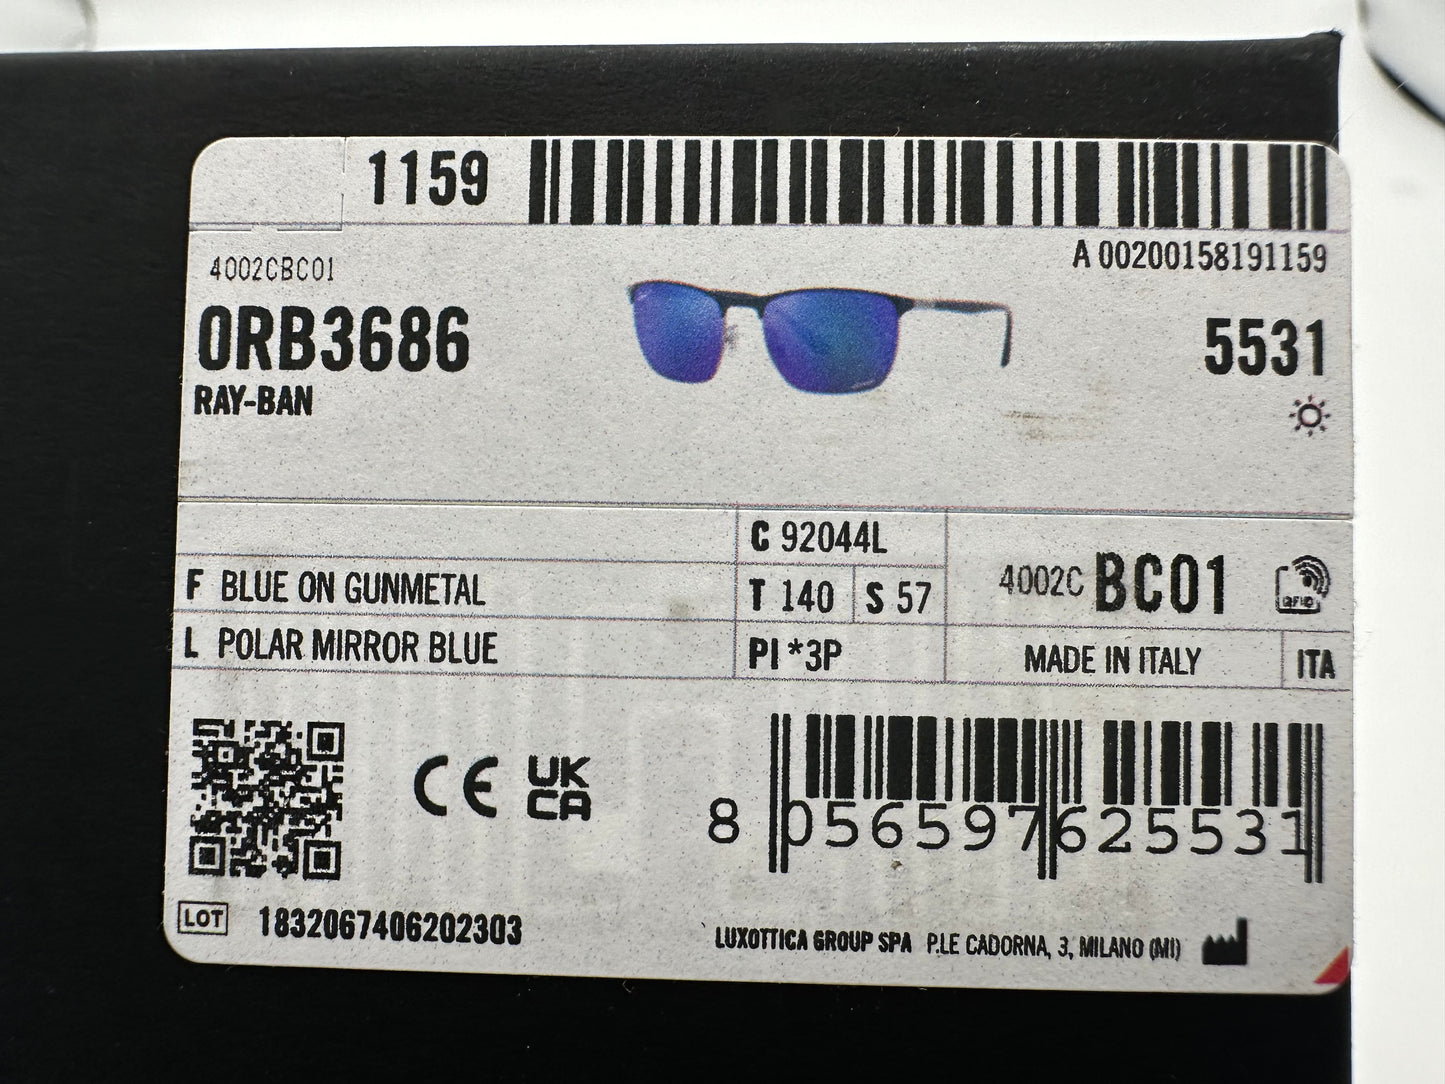 1159
A 00200158191159
4002CBC01
0RB3686
RAY-BAN
5531
C 92044L
F BLUE ON GUNMETAL
T 140 S 57
4002C BC01
RFID
L POLAR MIRROR BLUE
PI *3P
MADE IN ITALY
ITA
CE UK CA
8 056597 625531
LOT 1832067406202303
LUXOTTICA GROUP SPA P.LE CADORNA, 3, MILANO (MI)